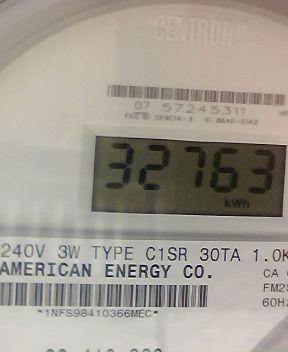 CENTRON®
07 57245311
32763
kWh
240V 3W TYPE C1SR 30TA 1.0K
AMERICAN ENERGY CO.
CA
FM2S
60HZ
*1NFS98410366MEC*